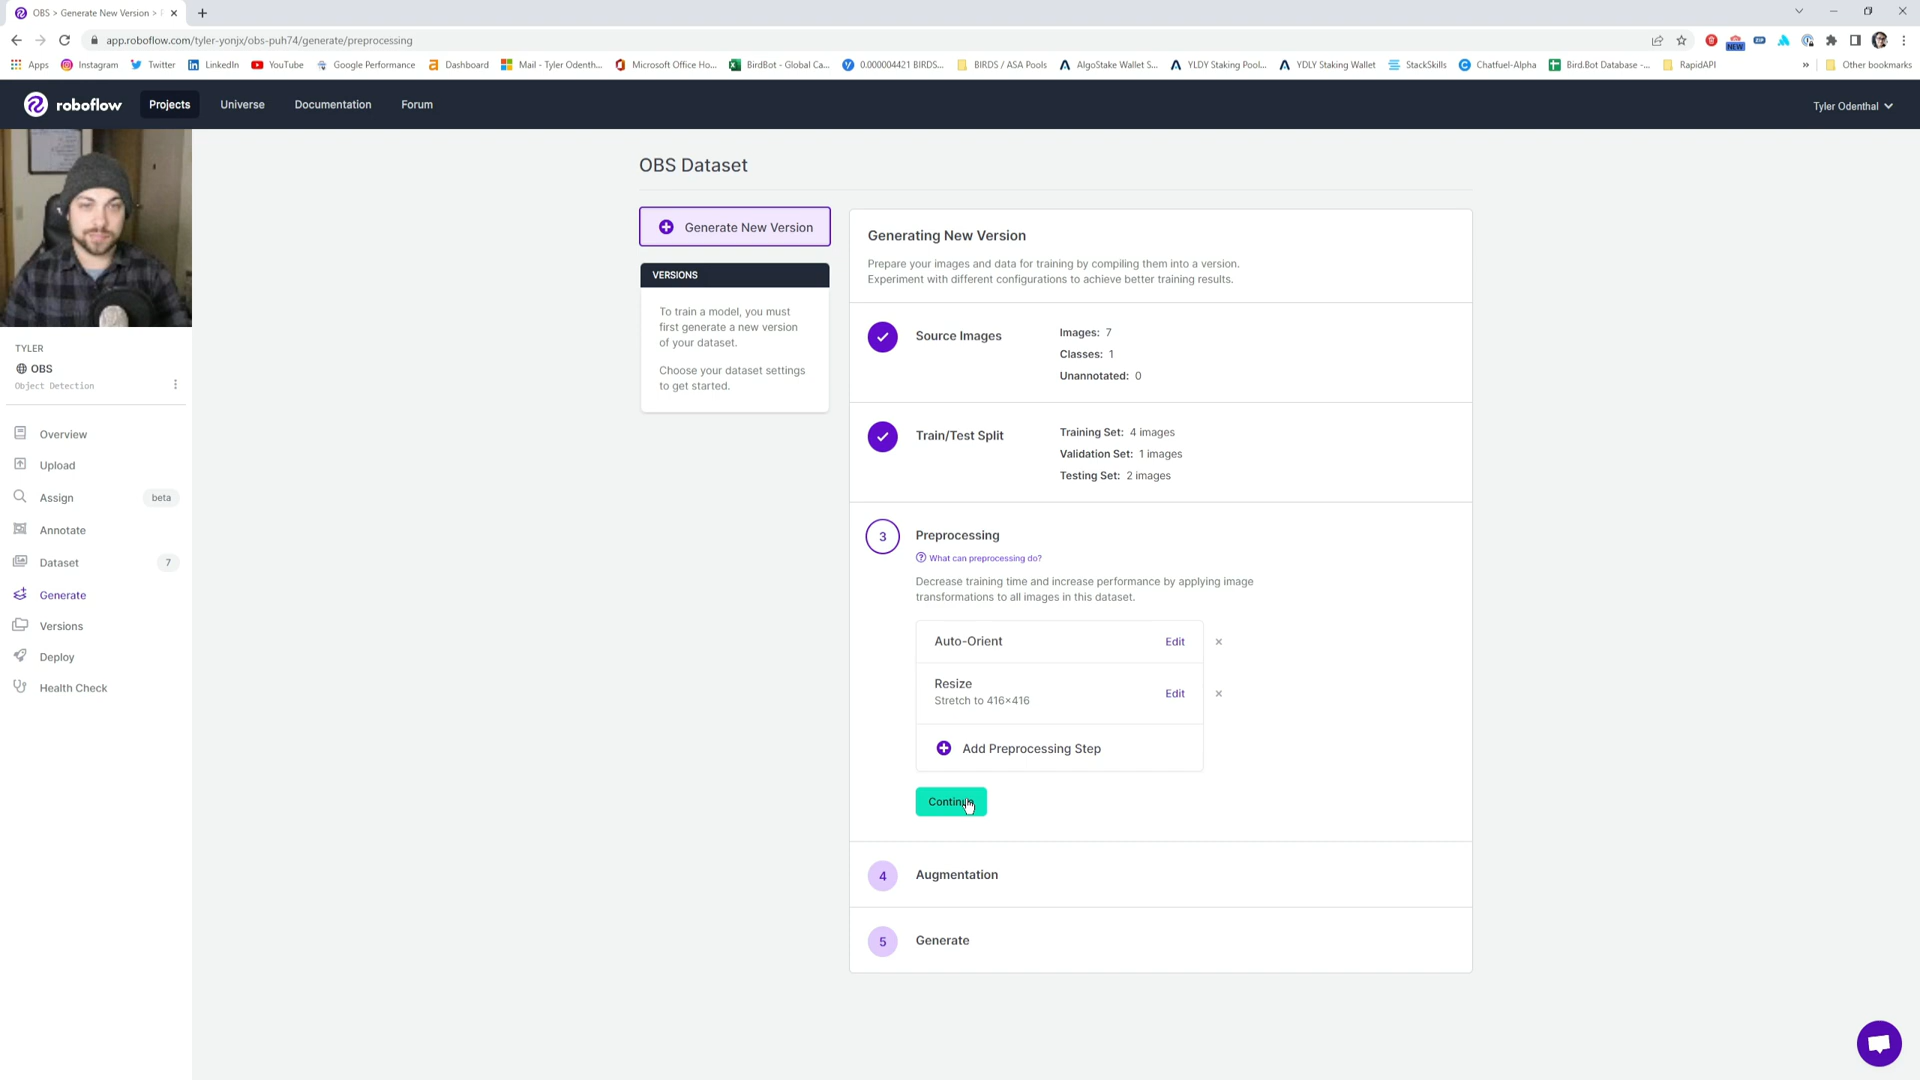 OBS > Generate New Version >
app.roboflow.com/tyler-yonjx/obs-puh74/generate/preprocessing
Apps Instagram Twitter LinkedIn YouTube Google Performance Dashboard Mail - Tyler Odenth... Microsoft Office Ho... BirdBot - Global Ca... 0.000004421 BIRDS... BIRDS / ASA Pools AlgoStake Wallet S... YLDY Staking Pool... YDLY Staking Wallet StackSkills Chatfuel-Alpha Bird.Bot Database -... RapidAPI » Other bookmarks
NEW
ZIP
roboflow Projects Universe Documentation Forum Tyler Odenthal
OBS Dataset
Generate New Version
VERSIONS
To train a model, you must
first generate a new version
of your dataset.
Choose your dataset settings
to get started.
Generating New Version
Prepare your images and data for training by compiling them into a version.
Experiment with different configurations to achieve better training results.
Source Images
Images: 7
Classes: 1
Unannotated: 0
Train/Test Split
Training Set: 4 images
Validation Set: 1 images
Testing Set: 2 images
3 Preprocessing
What can preprocessing do?
Decrease training time and increase performance by applying image
transformations to all images in this dataset.
Auto-Orient Edit ×
Resize
Stretch to 416×416
Edit ×
Add Preprocessing Step
Continue
4 Augmentation
5 Generate
TYLER
OBS
Object Detection
Overview
Upload
Assign beta
Annotate
Dataset 7
Generate
Versions
Deploy
Health Check